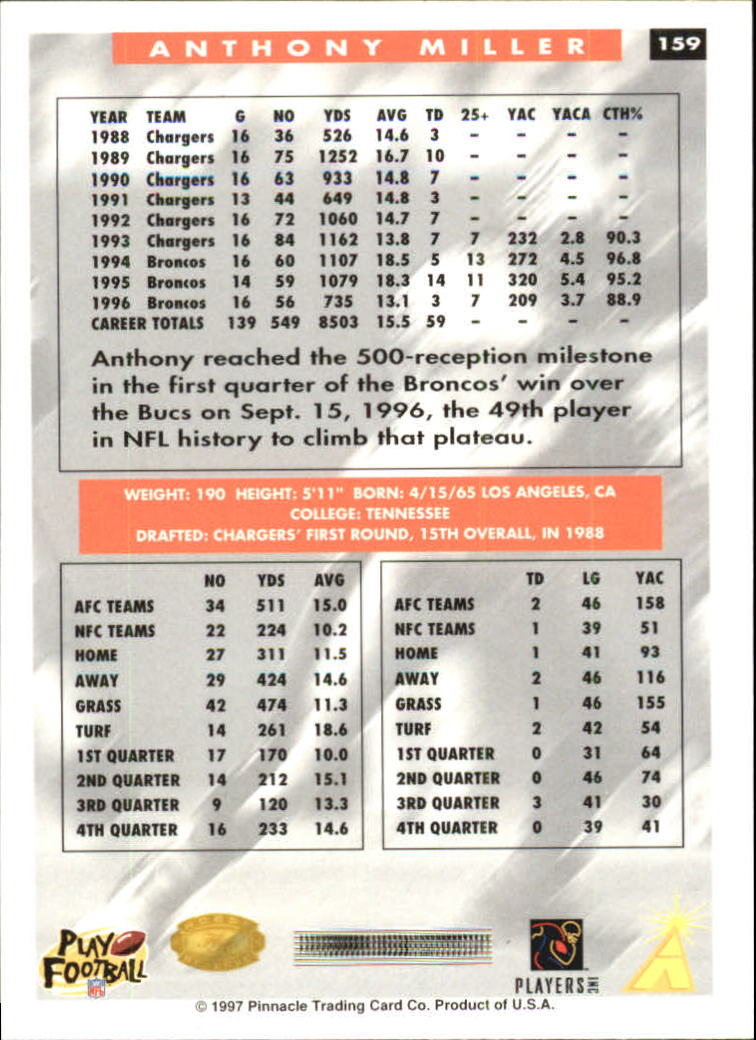 ANTHONY MILLER 159
YEAR TEAM G NO YDS AVG TD 25+ YAC YACA CTH%
1988 Chargers 16 36 526 14.6 3 – – – –
1989 Chargers 16 75 1252 16.7 10 – – – –
1990 Chargers 16 63 933 14.8 7 – – – –
1991 Chargers 13 44 649 14.8 3 – – – –
1992 Chargers 16 72 1060 14.7 7 – – – –
1993 Chargers 16 84 1162 13.8 7 7 232 2.8 90.3
1994 Broncos 16 60 1107 18.5 5 13 272 4.5 96.8
1995 Broncos 14 59 1079 18.3 14 11 320 5.4 95.2
1996 Broncos 16 56 735 13.1 3 7 209 3.7 88.9
CAREER TOTALS 139 549 8503 15.5 59 – – – –
Anthony reached the 500-reception milestone
in the first quarter of the Broncos' win over
the Bucs on Sept. 15, 1996, the 49th player
in NFL history to climb that plateau.
WEIGHT: 190 HEIGHT: 5'11" BORN: 4/15/65 LOS ANGELES, CA
COLLEGE: TENNESSEE
DRAFTED: CHARGERS' FIRST ROUND, 15TH OVERALL, IN 1988
NO YDS AVG
AFC TEAMS 34 511 15.0
NFC TEAMS 22 224 10.2
HOME 27 311 11.5
AWAY 29 424 14.6
GRASS 42 474 11.3
TURF 14 261 18.6
1ST QUARTER 17 170 10.0
2ND QUARTER 14 212 15.1
3RD QUARTER 9 120 13.3
4TH QUARTER 16 233 14.6
TD LG YAC
AFC TEAMS 2 46 158
NFC TEAMS 1 39 51
HOME 1 41 93
AWAY 2 46 116
GRASS 1 46 155
TURF 2 42 54
1ST QUARTER 0 31 64
2ND QUARTER 0 46 74
3RD QUARTER 3 41 30
4TH QUARTER 0 39 41
PLAY
FOOTBALL
NFL
PLAYERS INC
© 1997 Pinnacle Trading Card Co. Product of U.S.A.